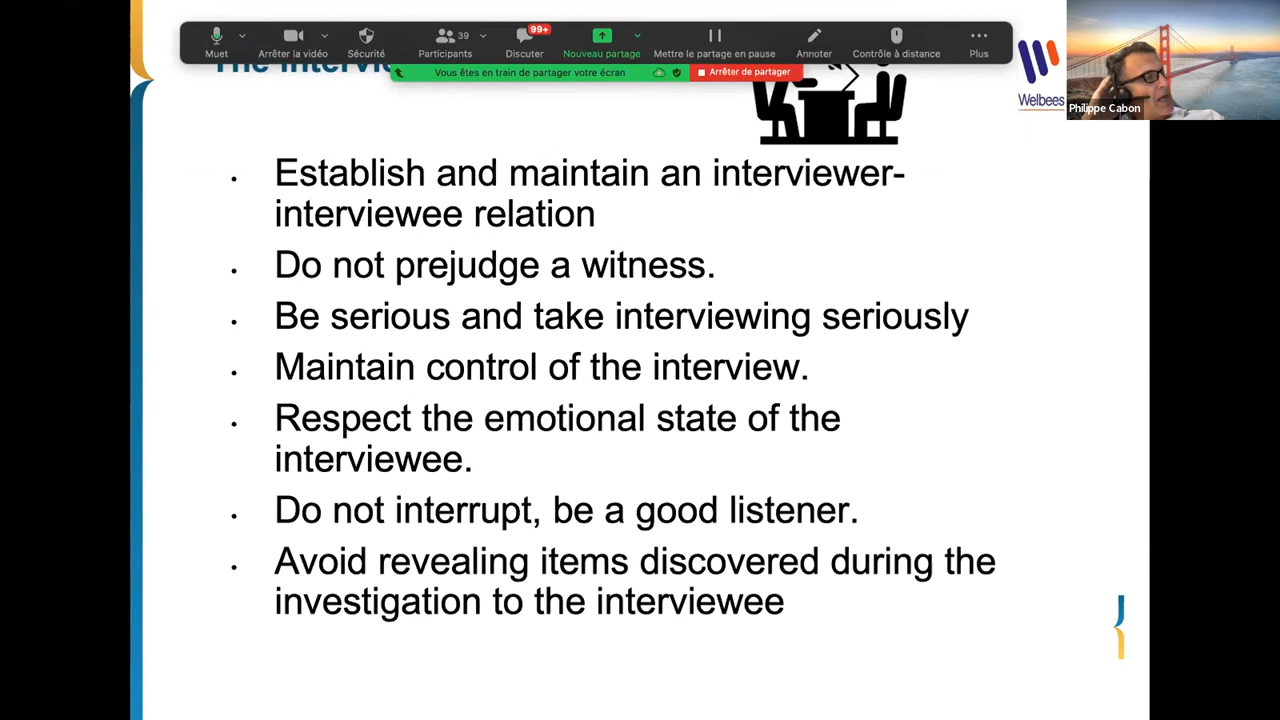 Muet
Arrêter la vidéo
Sécurité
39
Participants
99+
Discuter
Nouveau partage
Mettre le partage en pause
Annoter
Contrôle à distance
Plus
Vous êtes en train de partager votre écran
Arrêter de partager
Welbees
Philippe Cabon
• Establish and maintain an interviewer-
interviewee relation
• Do not prejudge a witness.
• Be serious and take interviewing seriously
• Maintain control of the interview.
• Respect the emotional state of the
interviewee.
• Do not interrupt, be a good listener.
• Avoid revealing items discovered during the
investigation to the interviewee